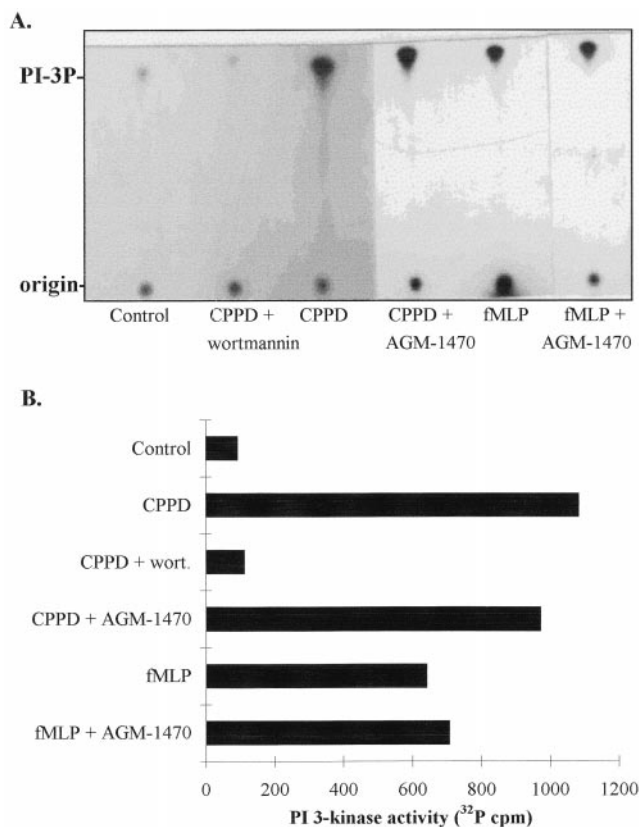 A.
PI-3P-
origin-
Control CPPD + CPPD CPPD + fMLP fMLP +
wortmannin AGM-1470 AGM-1470
B.
Control
CPPD
CPPD + wort.
CPPD + AGM-1470
fMLP
fMLP + AGM-1470
0 200 400 600 800 1000 1200
PI 3-kinase activity (³²P cpm)